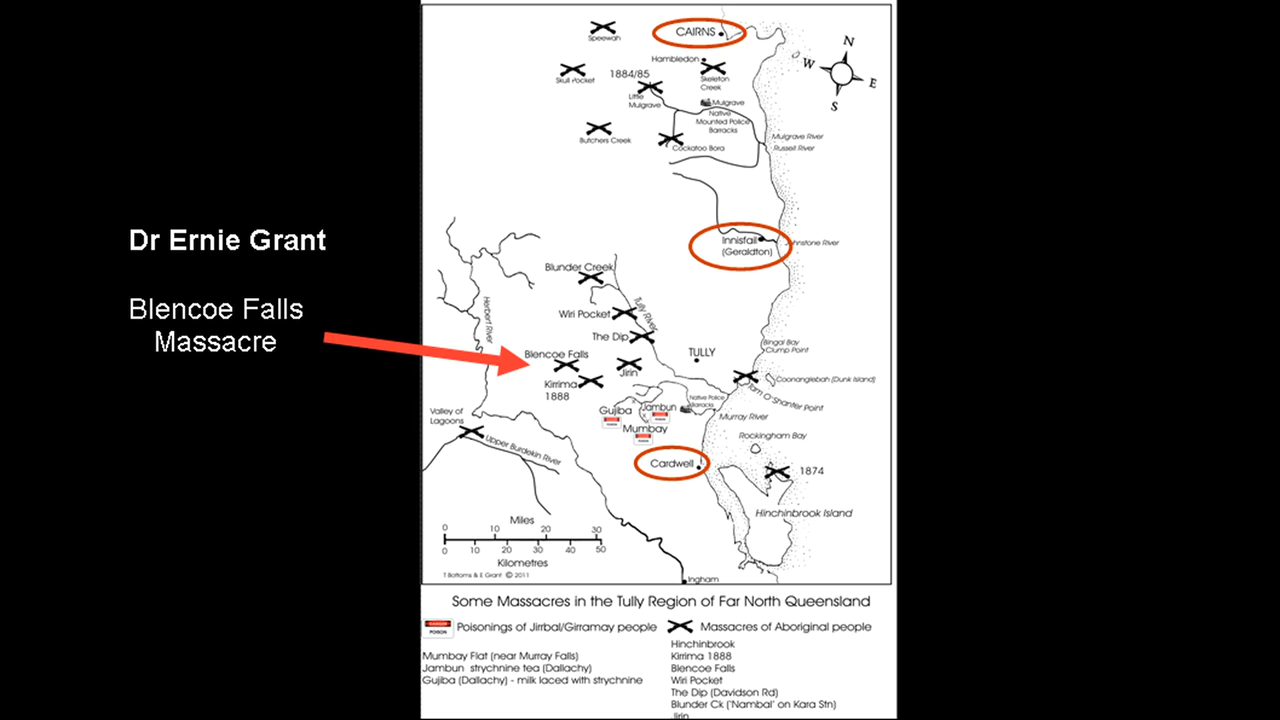 Dr Ernie Grant
Blencoe Falls
Massacre
CAIRNS
Speewah
Hambledon
Skull Pocket
1884/85
Skeleton
Creek
Little
Mulgrave
Mulgrave
Native
Mounted Police
Barracks
Butchers Creek
Cockatoo Bora
Mulgrave River
Russell River
N
W
E
S
Innisfail
(Geraldton)
Johnstone River
Blunder Creek
Herbert River
Tully River
Wiri Pocket
The Dip
Blencoe Falls
Jirin
Kirrima
1888
TULLY
Bingal Bay
Clump Point
Coonanglebah (Dunk Island)
Tam O'Shanter Point
Native Police
Barracks
Gujiba
Jambun
Mumbay
Murray River
Valley of
Lagoons
Upper Burdekin River
Rockingham Bay
Cardwell
1874
Hinchinbrook Island
Miles
0 10 20 30
0 10 20 30 40 50
Kilometres
T Bottoms & E Grant © 2011
Ingham
Some Massacres in the Tully Region of Far North Queensland
DANGER
POISON
Poisonings of Jirrbal/Girramay people
Mumbay Flat (near Murray Falls)
Jambun strychnine tea (Dallachy)
Gujiba (Dallachy) - milk laced with strychnine
Massacres of Aboriginal people
Hinchinbrook
Kirrima 1888
Blencoe Falls
Wiri Pocket
The Dip (Davidson Rd)
Blunder Ck ('Nambal' on Kara Stn)
Jirin